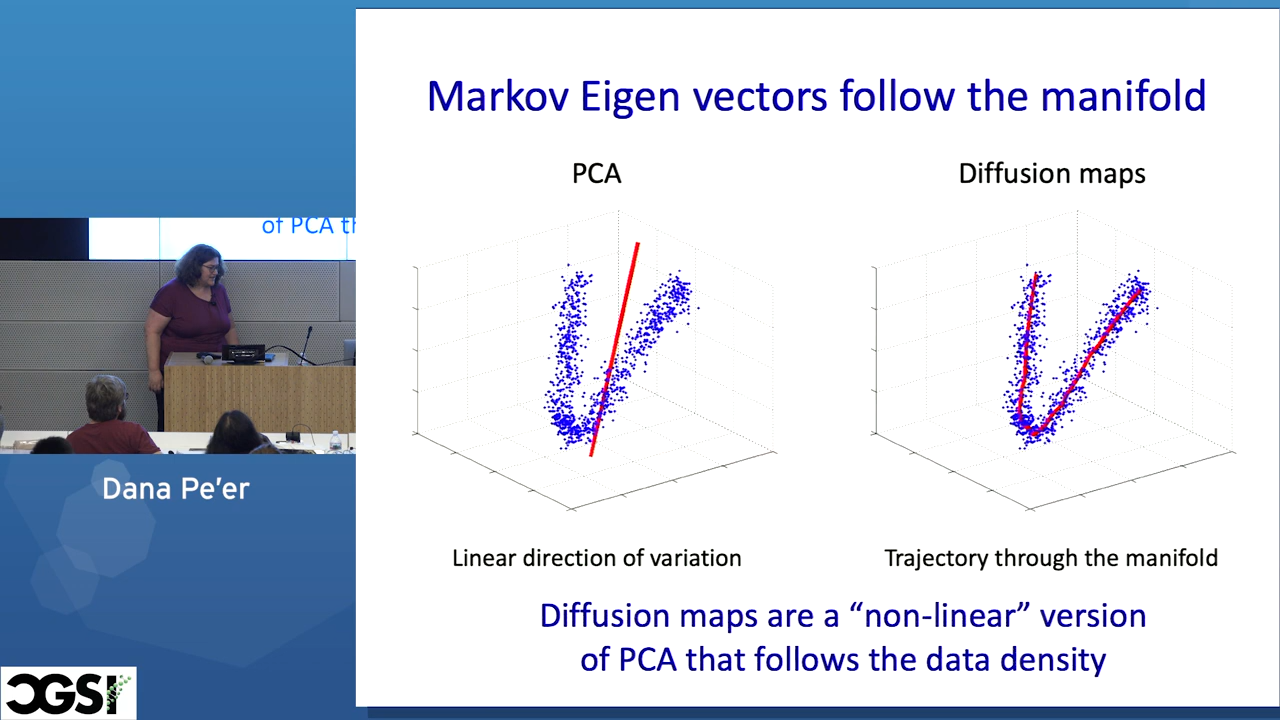 Markov Eigen vectors follow the manifold
PCA
Diffusion maps
Linear direction of variation
Trajectory through the manifold
Diffusion maps are a “non-linear” version
of PCA that follows the data density
of PCA th
Dana Pe’er
CGSI